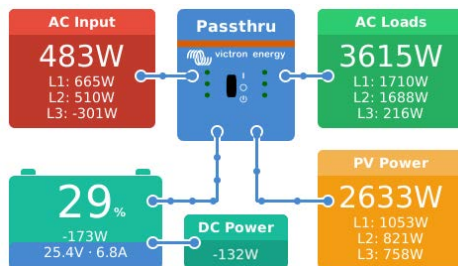 AC Input
483W
L1: 665W
L2: 510W
L3: -301W
Passthru
victron energy
I
AC Loads
3615W
L1: 1710W
L2: 1688W
L3: 216W
29%
-173W
25.4V · 6.8A
DC Power
-132W
PV Power
2633W
L1: 1053W
L2: 821W
L3: 758W